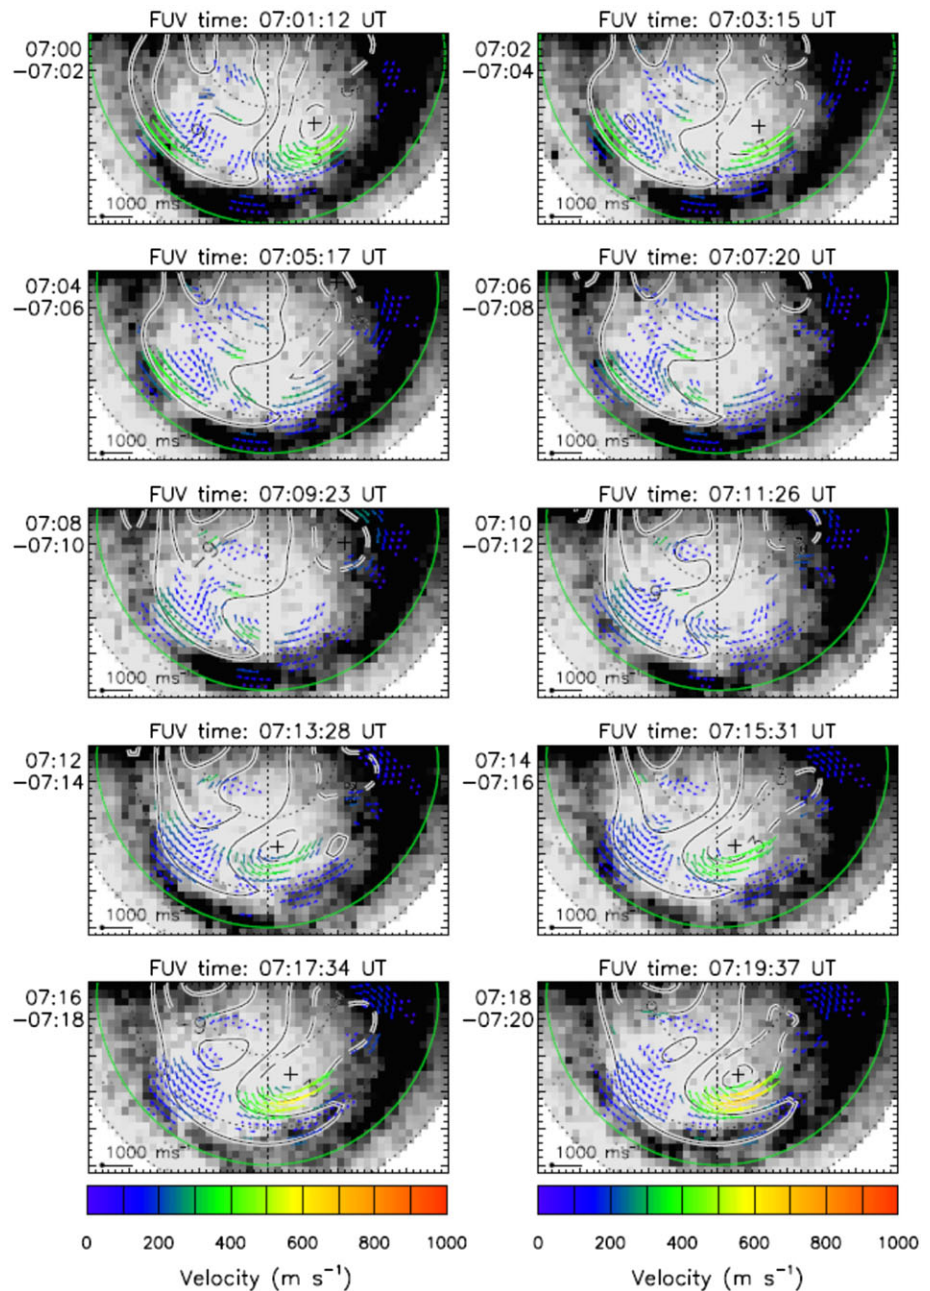 FUV time: 07:01:12 UT
07:00
-07:02
1000 ms⁻
FUV time: 07:03:15 UT
07:02
-07:04
1000 ms⁻
FUV time: 07:05:17 UT
07:04
-07:06
1000 ms⁻
FUV time: 07:07:20 UT
07:06
-07:08
1000 ms⁻
FUV time: 07:09:23 UT
07:08
-07:10
-9
1000 ms⁻
FUV time: 07:11:26 UT
07:10
-07:12
-9
1000 ms⁻
FUV time: 07:13:28 UT
07:12
-07:14
1000 ms⁻
FUV time: 07:15:31 UT
07:14
-07:16
3
3
1000 ms⁻
FUV time: 07:17:34 UT
07:16
-07:18
-9
1000 ms⁻¹
FUV time: 07:19:37 UT
07:18
-07:20
1000 ms⁻¹
0 200 400 600 800 1000
Velocity (m s⁻¹)
0 200 400 600 800 1000
Velocity (m s⁻¹)